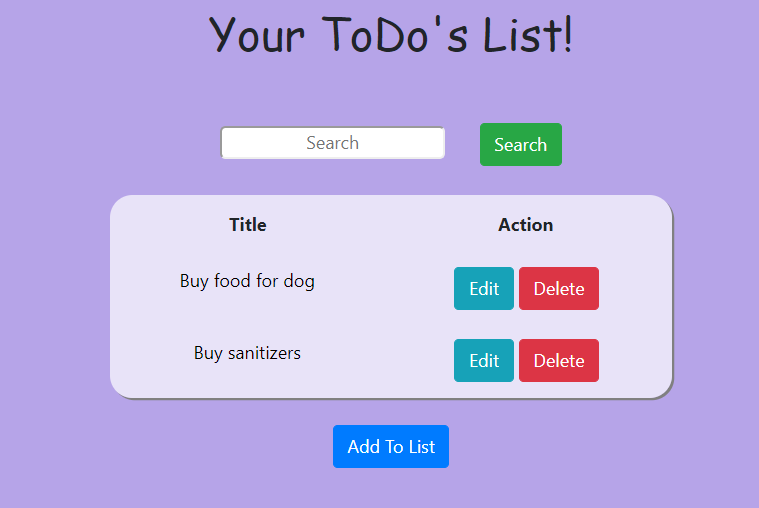 Your ToDo's List!
Search Search
Title Action
Buy food for dog Edit Delete
Buy sanitizers Edit Delete
Add To List